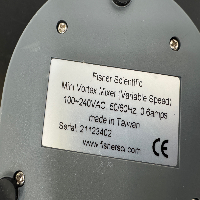 Fisher Scientific
Mini Vortex Mixer (Variable Speed)
100-240VAC, 50/60Hz, 0.6amps
made in Taiwan
Serial: 21123402
www.fishersci.com
CE